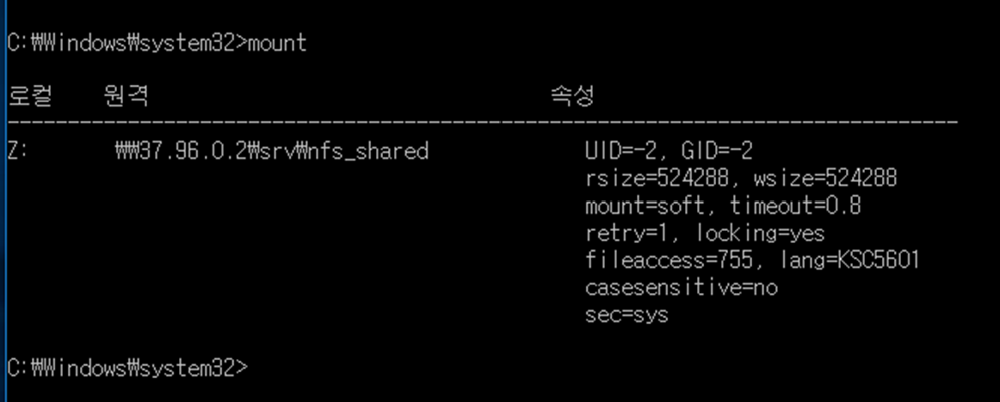 C:₩Windows₩system32>mount
로컬 원격 속성
-------------------------------------------------------------------------------
Z: ₩₩37.96.0.2₩srv₩nfs_shared UID=-2, GID=-2
rsize=524288, wsize=524288
mount=soft, timeout=0.8
retry=1, locking=yes
fileaccess=755, lang=KSC5601
casesensitive=no
sec=sys
C:₩Windows₩system32>